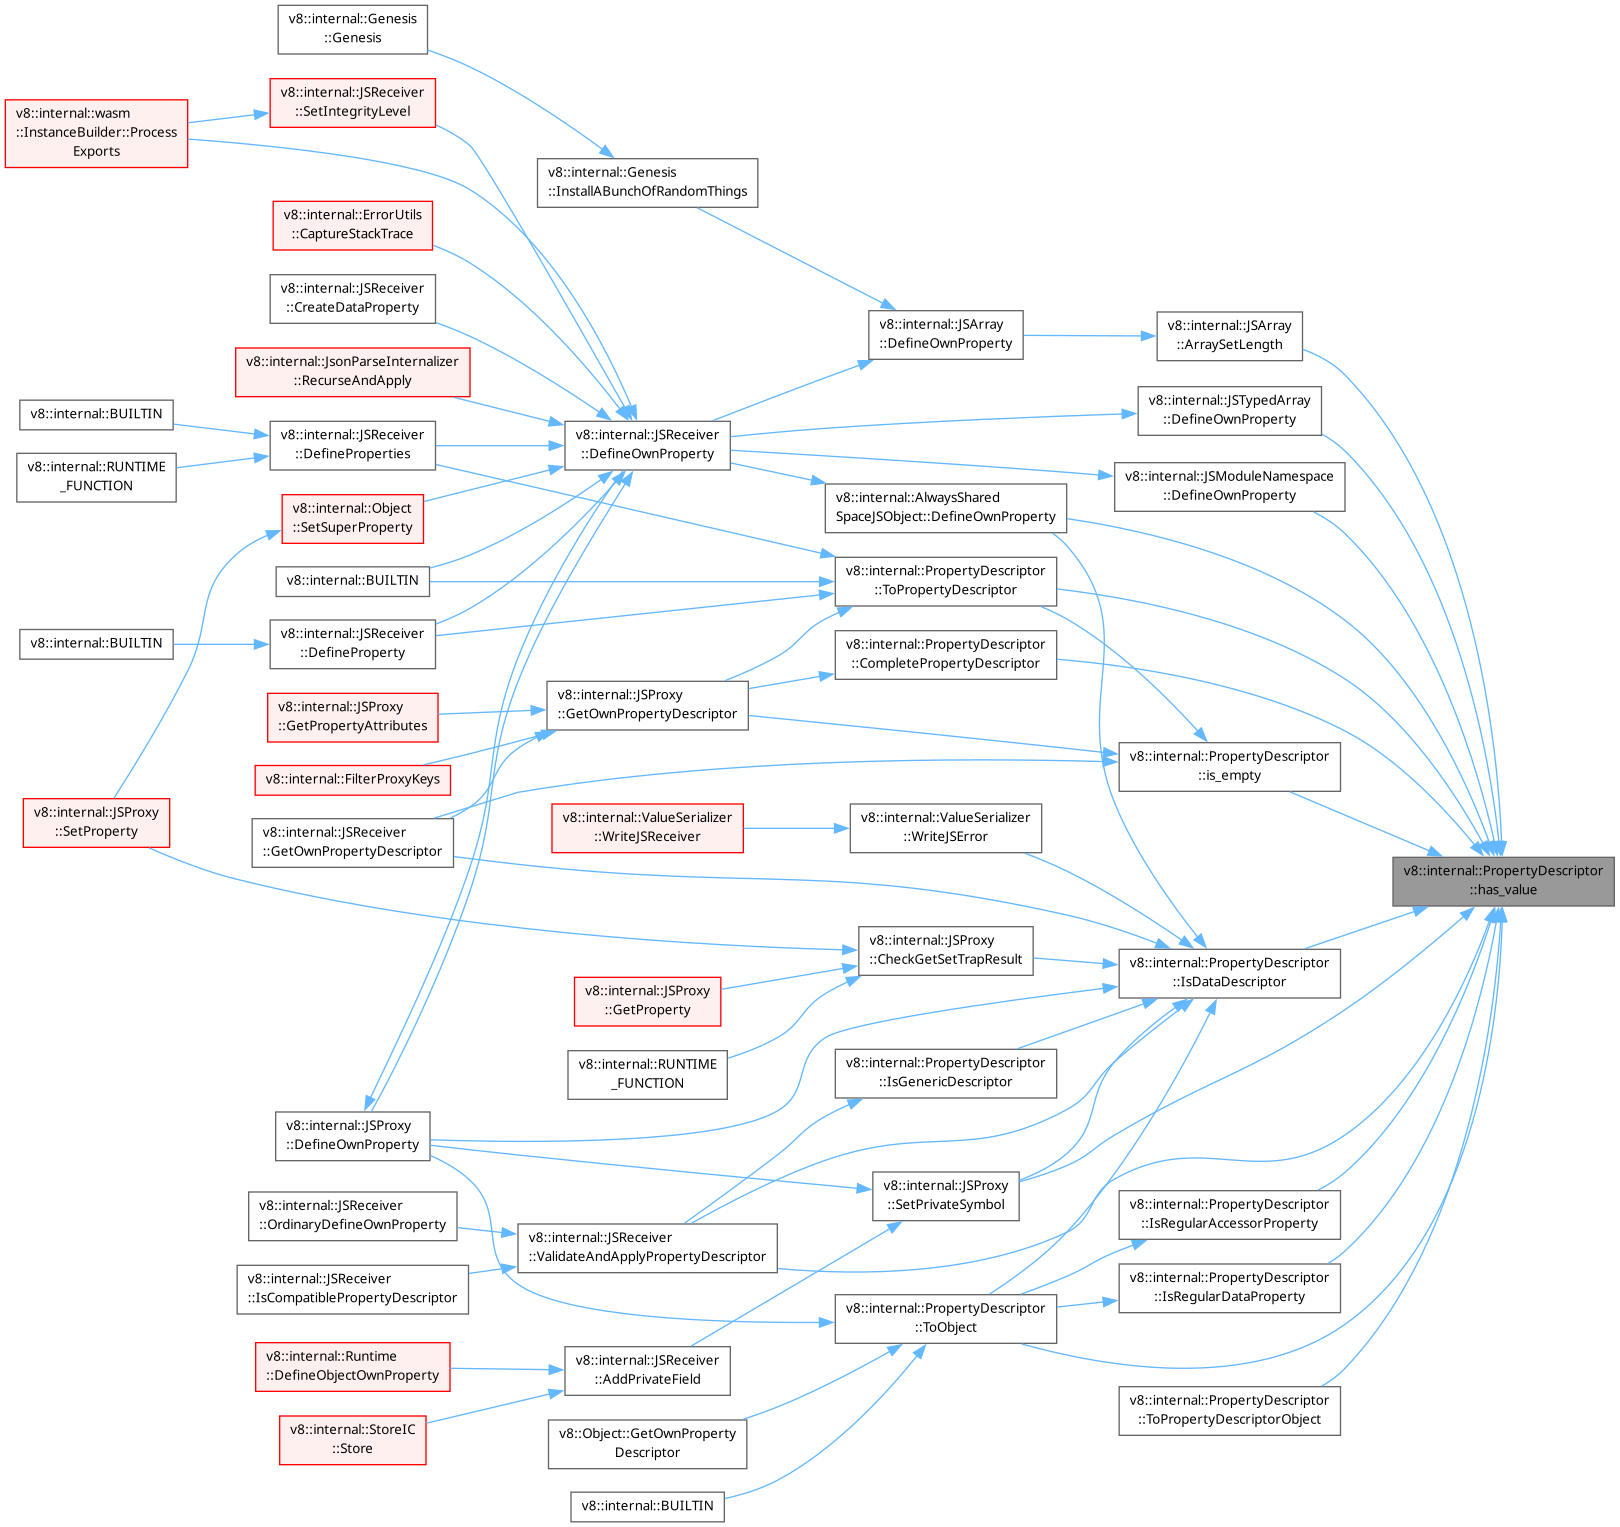 v8::internal::Genesis
::Genesis
v8::internal::JSReceiver
::SetIntegrityLevel
v8::internal::wasm
::InstanceBuilder::Process
Exports
v8::internal::Genesis
::InstallABunchOfRandomThings
v8::internal::ErrorUtils
::CaptureStackTrace
v8::internal::JSReceiver
::CreateDataProperty
v8::internal::JSArray
::DefineOwnProperty
v8::internal::JSArray
::ArraySetLength
v8::internal::JsonParseInternalizer
::RecurseAndApply
v8::internal::JSTypedArray
::DefineOwnProperty
v8::internal::BUILTIN
v8::internal::JSReceiver
::DefineProperties
v8::internal::JSReceiver
::DefineOwnProperty
v8::internal::RUNTIME
_FUNCTION
v8::internal::JSModuleNamespace
::DefineOwnProperty
v8::internal::AlwaysShared
SpaceJSObject::DefineOwnProperty
v8::internal::Object
::SetSuperProperty
v8::internal::BUILTIN
v8::internal::PropertyDescriptor
::ToPropertyDescriptor
v8::internal::BUILTIN
v8::internal::JSReceiver
::DefineProperty
v8::internal::PropertyDescriptor
::CompletePropertyDescriptor
v8::internal::JSProxy
::GetPropertyAttributes
v8::internal::JSProxy
::GetOwnPropertyDescriptor
v8::internal::FilterProxyKeys
v8::internal::PropertyDescriptor
::is_empty
v8::internal::JSProxy
::SetProperty
v8::internal::JSReceiver
::GetOwnPropertyDescriptor
v8::internal::ValueSerializer
::WriteJSReceiver
v8::internal::ValueSerializer
::WriteJSError
v8::internal::PropertyDescriptor
::has_value
v8::internal::JSProxy
::CheckGetSetTrapResult
v8::internal::PropertyDescriptor
::IsDataDescriptor
v8::internal::JSProxy
::GetProperty
v8::internal::RUNTIME
_FUNCTION
v8::internal::PropertyDescriptor
::IsGenericDescriptor
v8::internal::JSProxy
::DefineOwnProperty
v8::internal::JSProxy
::SetPrivateSymbol
v8::internal::JSReceiver
::OrdinaryDefineOwnProperty
v8::internal::JSReceiver
::ValidateAndApplyPropertyDescriptor
v8::internal::PropertyDescriptor
::IsRegularAccessorProperty
v8::internal::JSReceiver
::IsCompatiblePropertyDescriptor
v8::internal::PropertyDescriptor
::IsRegularDataProperty
v8::internal::PropertyDescriptor
::ToObject
v8::internal::Runtime
::DefineObjectOwnProperty
v8::internal::JSReceiver
::AddPrivateField
v8::internal::PropertyDescriptor
::ToPropertyDescriptorObject
v8::internal::StoreIC
::Store
v8::Object::GetOwnProperty
Descriptor
v8::internal::BUILTIN